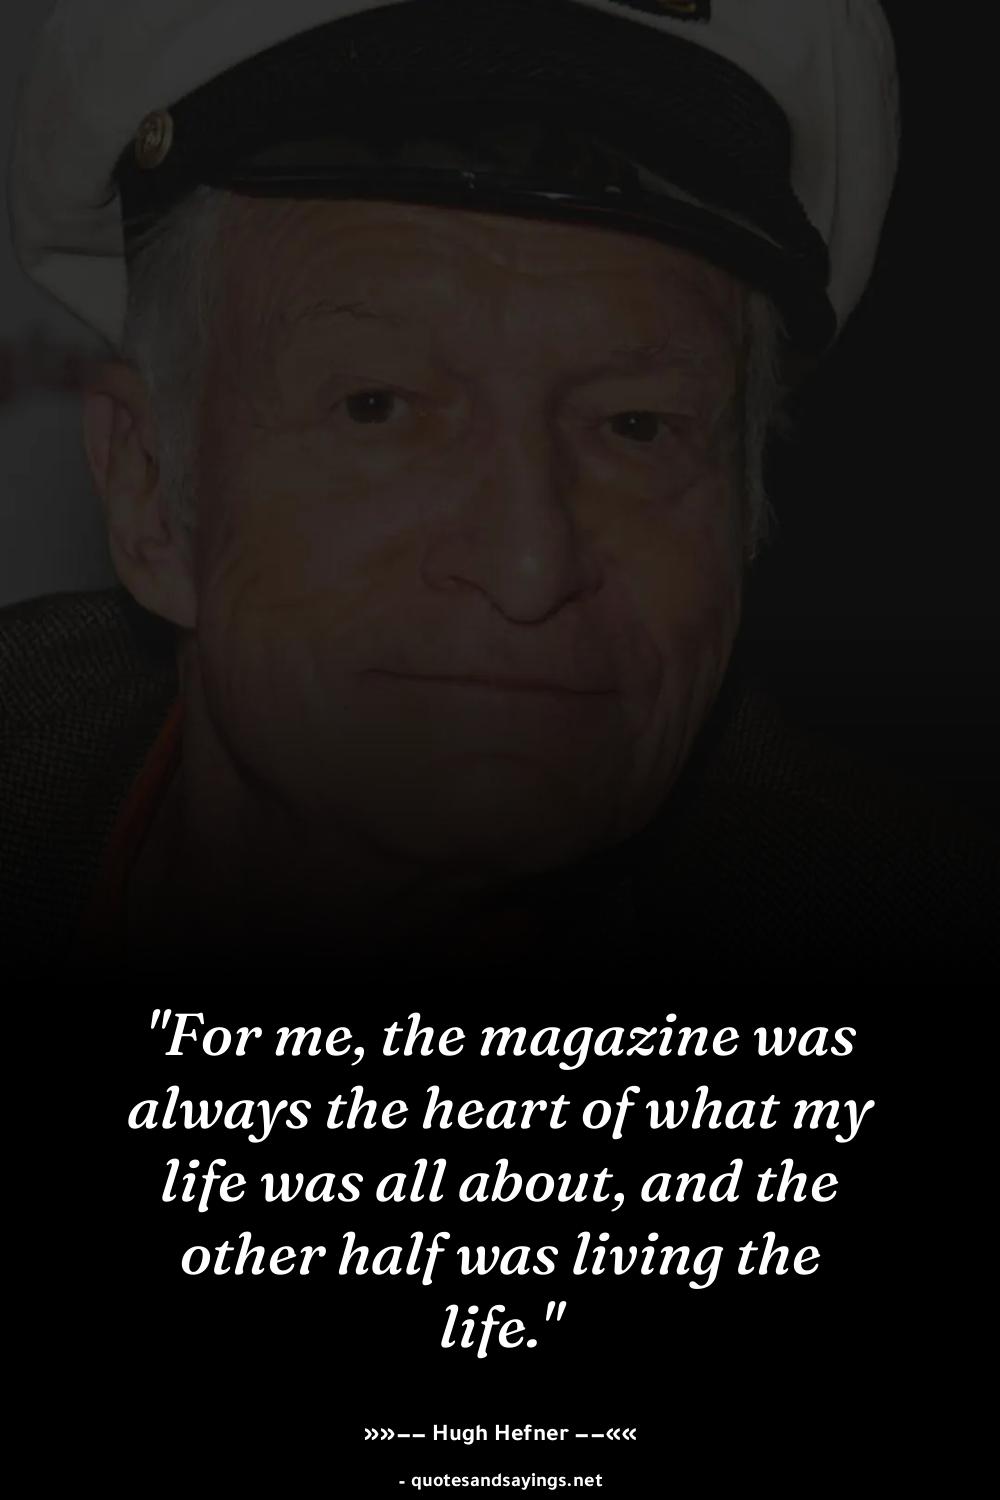 "For me, the magazine was
always the heart of what my
life was all about, and the
other half was living the
life."
»»–– Hugh Hefner ––««
- quotesandsayings.net